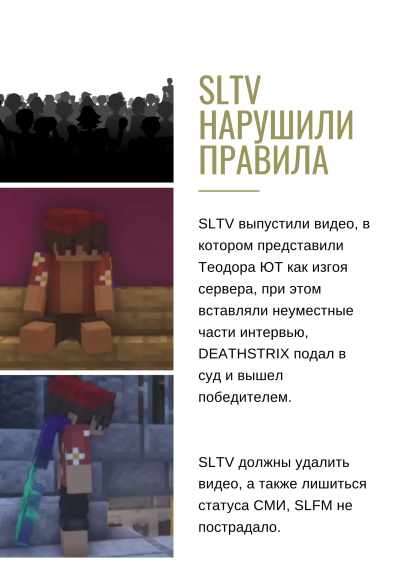 SLTV
НАРУШИЛИ
ПРАВИЛА
SLTV выпустили видео, в
котором представили
Теодора ЮТ как изгоя
сервера, при этом
вставляли неуместные
части интервью,
DEATHSTRIX подал в
суд и вышел
победителем.
SLTV должны удалить
видео, а также лишиться
статуса СМИ, SLFM не
пострадало.